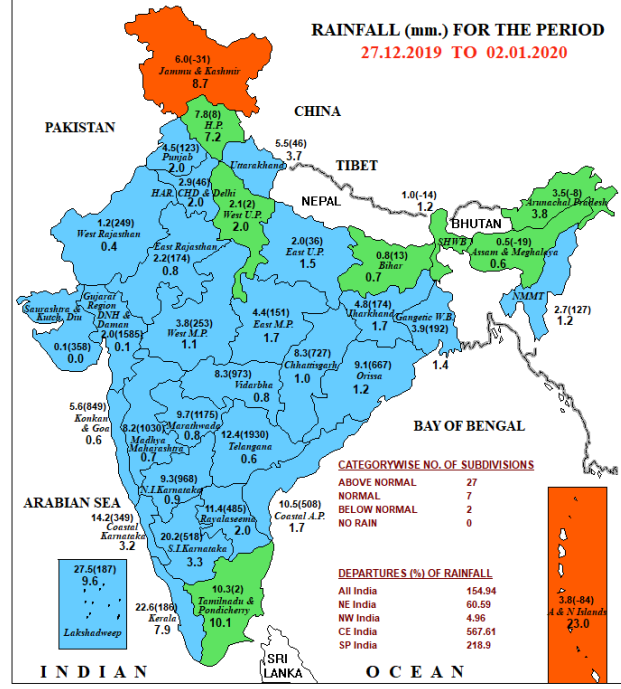 RAINFALL (mm.) FOR THE PERIOD
27.12.2019 TO 02.01.2020
6.0(-31)
Jammu & Kashmir
8.7
CHINA
PAKISTAN
7.8(8)
H.P.
7.2
4.5(123)
Punjab
2.0
5.5(46)
Uttarakhand
3.7
TIBET
2.9(46)
HAR. CHD & Delhi
2.0
NEPAL
2.1(2)
West U.P.
2.0
1.0(-14)
1.2
SHWB
BHUTAN
3.5(-8)
Arunachal Pradesh
3.8
1.2(249)
West Rajasthan
0.4
East Rajasthan
2.2(174)
0.8
2.0(36)
East U.P.
1.5
0.8(13)
Bihar
0.7
0.5(-19)
Assam & Meghalaya
0.6
NMMT
2.7(127)
1.2
Saurashtra &
Kutch, Diu
0.1(358)
0.0
Gujarat
Region
DNH &
Daman
2.0(1585)
0.1
3.8(253)
West M.P.
1.1
4.4(151)
East M.P.
1.7
4.8(174)
Jharkhand
1.7
Gangetic W.B.
3.9(192)
1.4
8.3(727)
Chhattisgarh
1.0
9.1(667)
Orissa
1.2
8.3(973)
Vidarbha
0.8
5.6(849)
Konkan
& Goa
0.6
8.2(1030)
Madhya
Maharashtra
0.7
9.7(1175)
Marathwada
0.8
12.4(1930)
Telangana
0.6
BAY OF BENGAL
ARABIAN SEA
9.3(968)
N.I.Karnataka
0.9
11.4(485)
Rayalaseema
2.0
10.5(508)
Coastal A.P.
1.7
14.2(349)
Coastal
Karnataka
3.2
20.2(518)
S.I.Karnataka
3.3
27.5(187)
9.6
Lakshadweep
22.6(186)
Kerala
7.9
10.3(2)
Tamilnadu &
Pondicherry
10.1
CATEGORYWISE NO. OF SUBDIVISIONS
ABOVE NORMAL 27
NORMAL 7
BELOW NORMAL 2
NO RAIN 0
DEPARTURES (%) OF RAINFALL
All India 154.94
NE India 60.59
NW India 4.96
CE India 567.61
SP India 218.9
3.8(-84)
A & N Islands
23.0
SRI
LANKA
INDIAN OCEAN